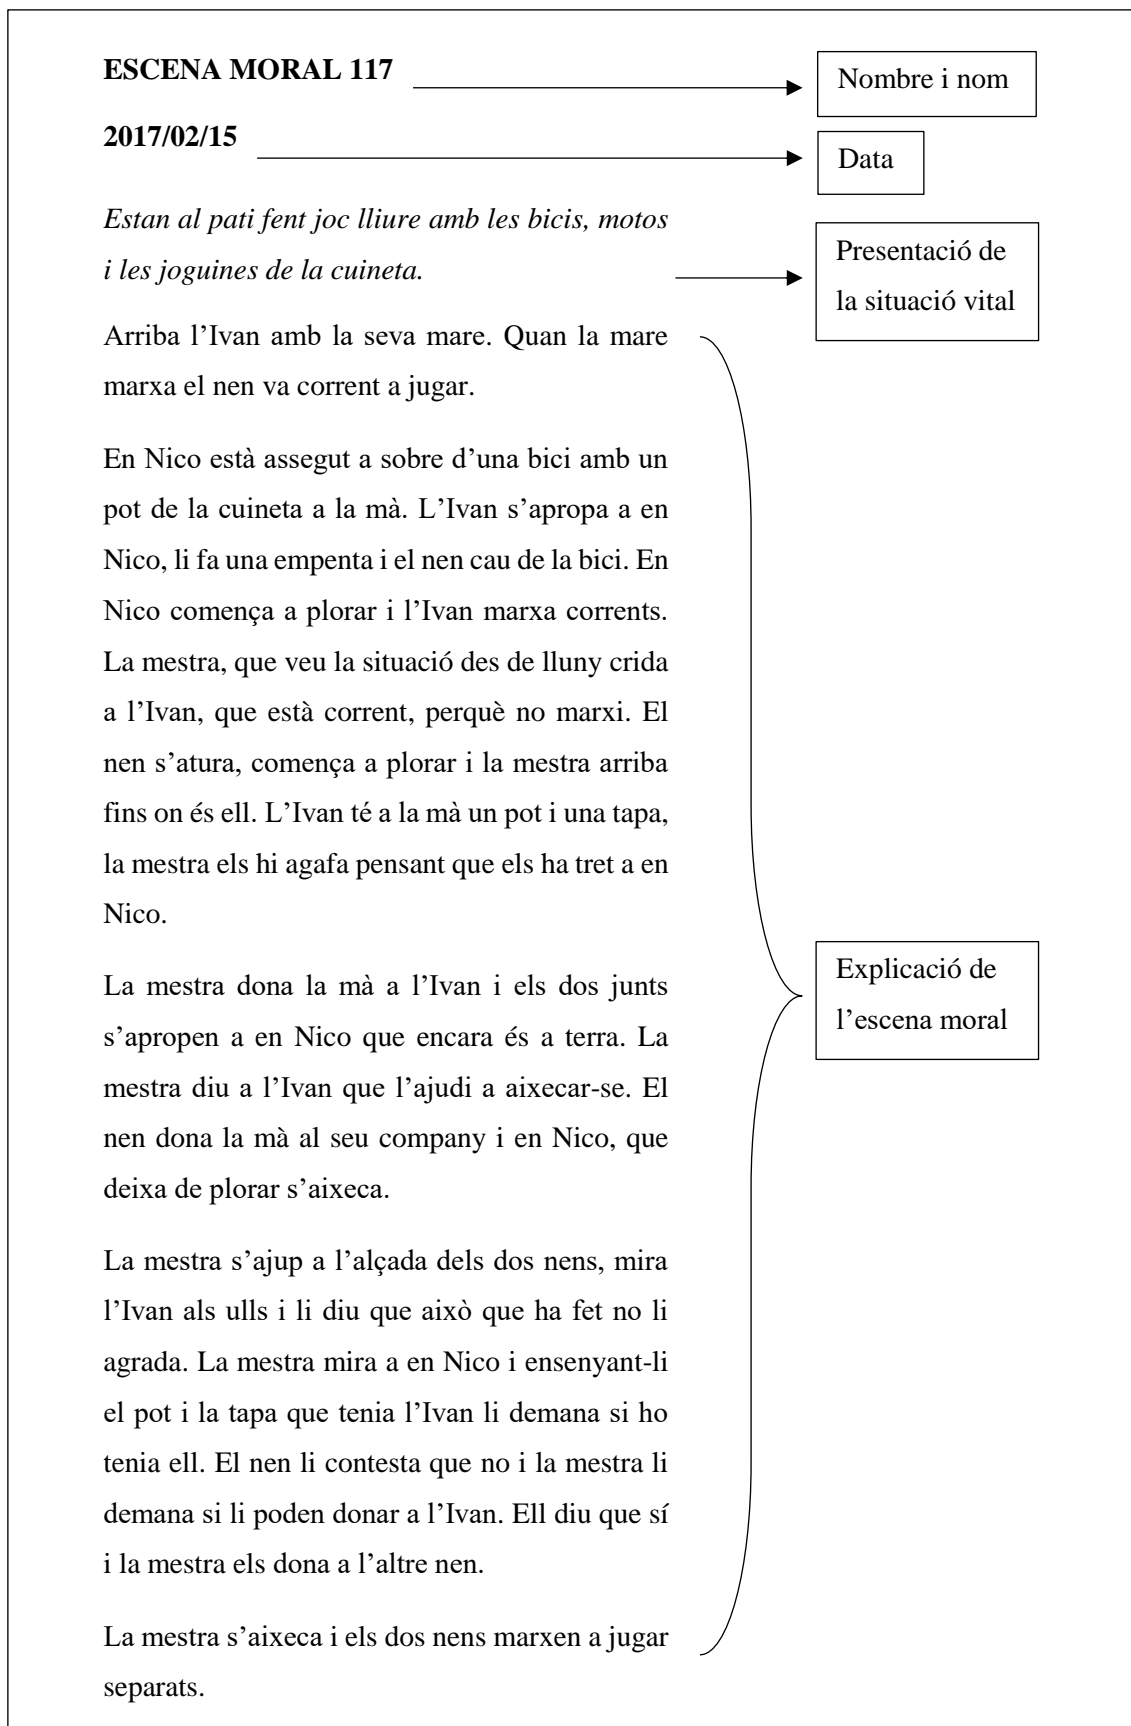 ESCENA MORAL 117
Nombre i nom
2017/02/15
Data
Estan al pati fent joc lliure amb les bicis, motos
i les joguines de la cuineta.
Presentació de
la situació vital
Arriba l’Ivan amb la seva mare. Quan la mare
marxa el nen va corrent a jugar.
En Nico està assegut a sobre d’una bici amb un
pot de la cuineta a la mà. L’Ivan s’apropa a en
Nico, li fa una empenta i el nen cau de la bici. En
Nico comença a plorar i l’Ivan marxa corrents.
La mestra, que veu la situació des de lluny crida
a l’Ivan, que està corrent, perquè no marxi. El
nen s’atura, comença a plorar i la mestra arriba
fins on és ell. L’Ivan té a la mà un pot i una tapa,
la mestra els hi agafa pensant que els ha tret a en
Nico.
La mestra dona la mà a l’Ivan i els dos junts
s’apropen a en Nico que encara és a terra. La
mestra diu a l’Ivan que l’ajudi a aixecar-se. El
nen dona la mà al seu company i en Nico, que
deixa de plorar s’aixeca.
La mestra s’ajup a l’alçada dels dos nens, mira
l’Ivan als ulls i li diu que això que ha fet no li
agrada. La mestra mira a en Nico i ensenyant-li
el pot i la tapa que tenia l’Ivan li demana si ho
tenia ell. El nen li contesta que no i la mestra li
demana si li poden donar a l’Ivan. Ell diu que sí
i la mestra els dona a l’altre nen.
La mestra s’aixeca i els dos nens marxen a jugar
separats.
Explicació de
l’escena moral